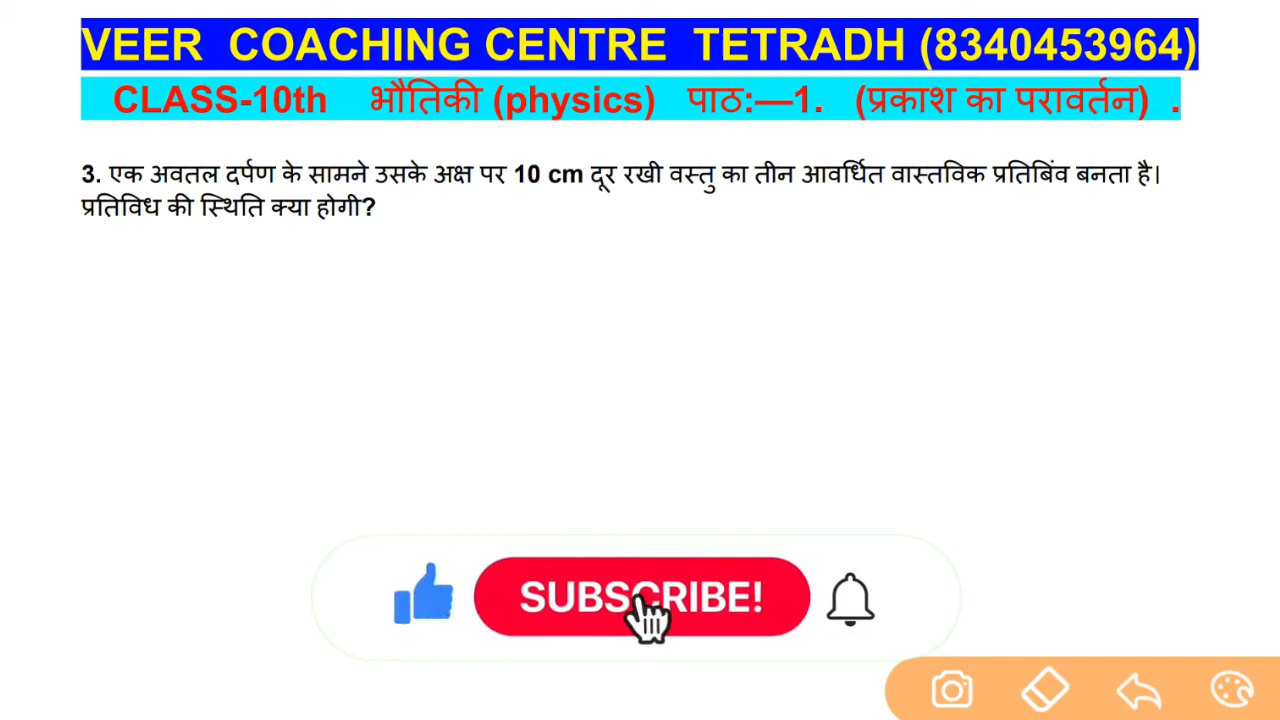 VEER COACHING CENTRE TETRADH (8340453964)
CLASS-10th भौतिकी (physics) पाठ:—1. (प्रकाश का परावर्तन) .
3. एक अवतल दर्पण के सामने उसके अक्ष पर 10 cm दूर रखी वस्तु का तीन आवर्धित वास्तविक प्रतिबिंव बनता है।
प्रतिविध की स्थिति क्या होगी?
SUBSCRIBE!